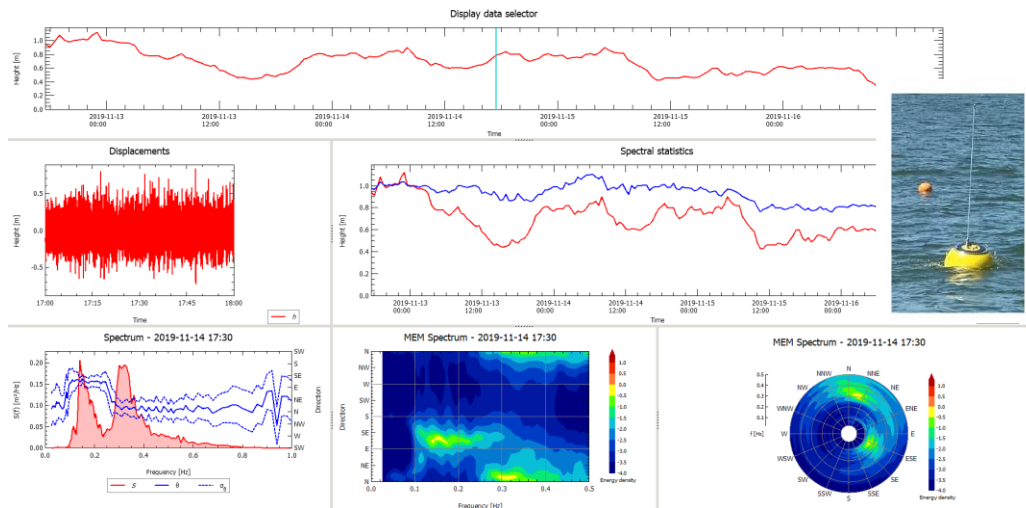 Display data selector
Height [m]
1.0
0.8
0.6
0.4
0.2
0.0
2019-11-13 2019-11-13 2019-11-14 2019-11-14 2019-11-15 2019-11-15 2019-11-16
00:00 12:00 00:00 12:00 00:00 12:00 00:00
Time
Displacements
Height [m]
0.5
0.0
-0.5
17:00 17:15 17:30 17:45 18:00
Time
h
Spectral statistics
Height [m]
1.0
0.8
0.6
0.4
0.2
0.0
2019-11-13 2019-11-13 2019-11-14 2019-11-14 2019-11-15 2019-11-15 2019-11-16
00:00 12:00 00:00 12:00 00:00 12:00 00:00
Time
Spectrum - 2019-11-14 17:30
S(f) [m²/Hz]
0.20
0.15
0.10
0.05
0.00
SW
S
SE
E
NE
N
NW
W
SW
Direction
0.0 0.2 0.4 0.6 0.8 1.0
Frequency [Hz]
S θ σθ
MEM Spectrum - 2019-11-14 17:30
Direction
N
NW
W
SW
S
SE
E
NE
N
0.0 0.1 0.2 0.3 0.4 0.5
Frequency [Hz]
1.0
0.0
-0.5
-1.0
-1.5
-2.0
-2.5
-3.0
-3.5
-4.0
Energy density
MEM Spectrum - 2019-11-14 17:30
0.5
0.4
0.3
0.2
0.1
f [Hz]
N
NNE
NE
ENE
E
ESE
SE
SSE
S
SSW
SW
WSW
W
WNW
NW
NNW
1.0
0.0
-0.5
-1.0
-1.5
-2.0
-2.5
-3.0
-3.5
-4.0
Energy density